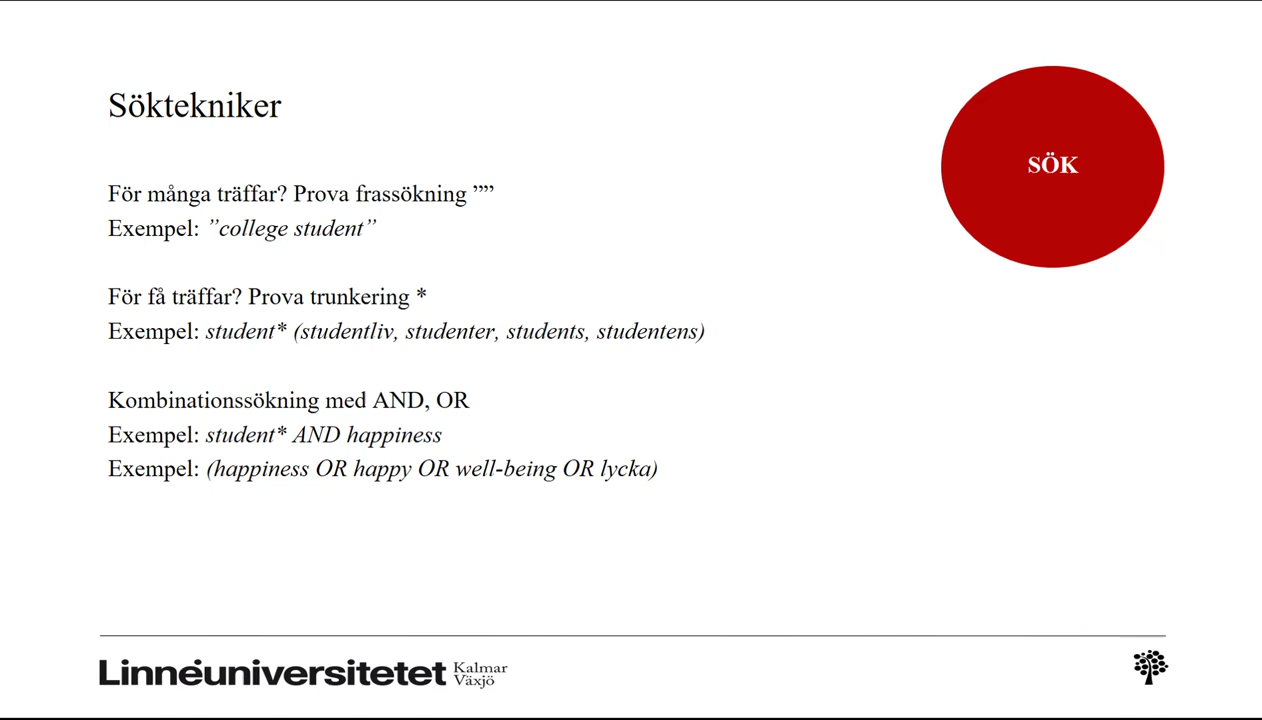 Söktekniker
SÖK
För många träffar? Prova frassökning ””
Exempel: ”college student”
För få träffar? Prova trunkering *
Exempel: student* (studentliv, studenter, students, studentens)
Kombinationssökning med AND, OR
Exempel: student* AND happiness
Exempel: (happiness OR happy OR well-being OR lycka)
Linnéuniversitetet
Kalmar
Växjö